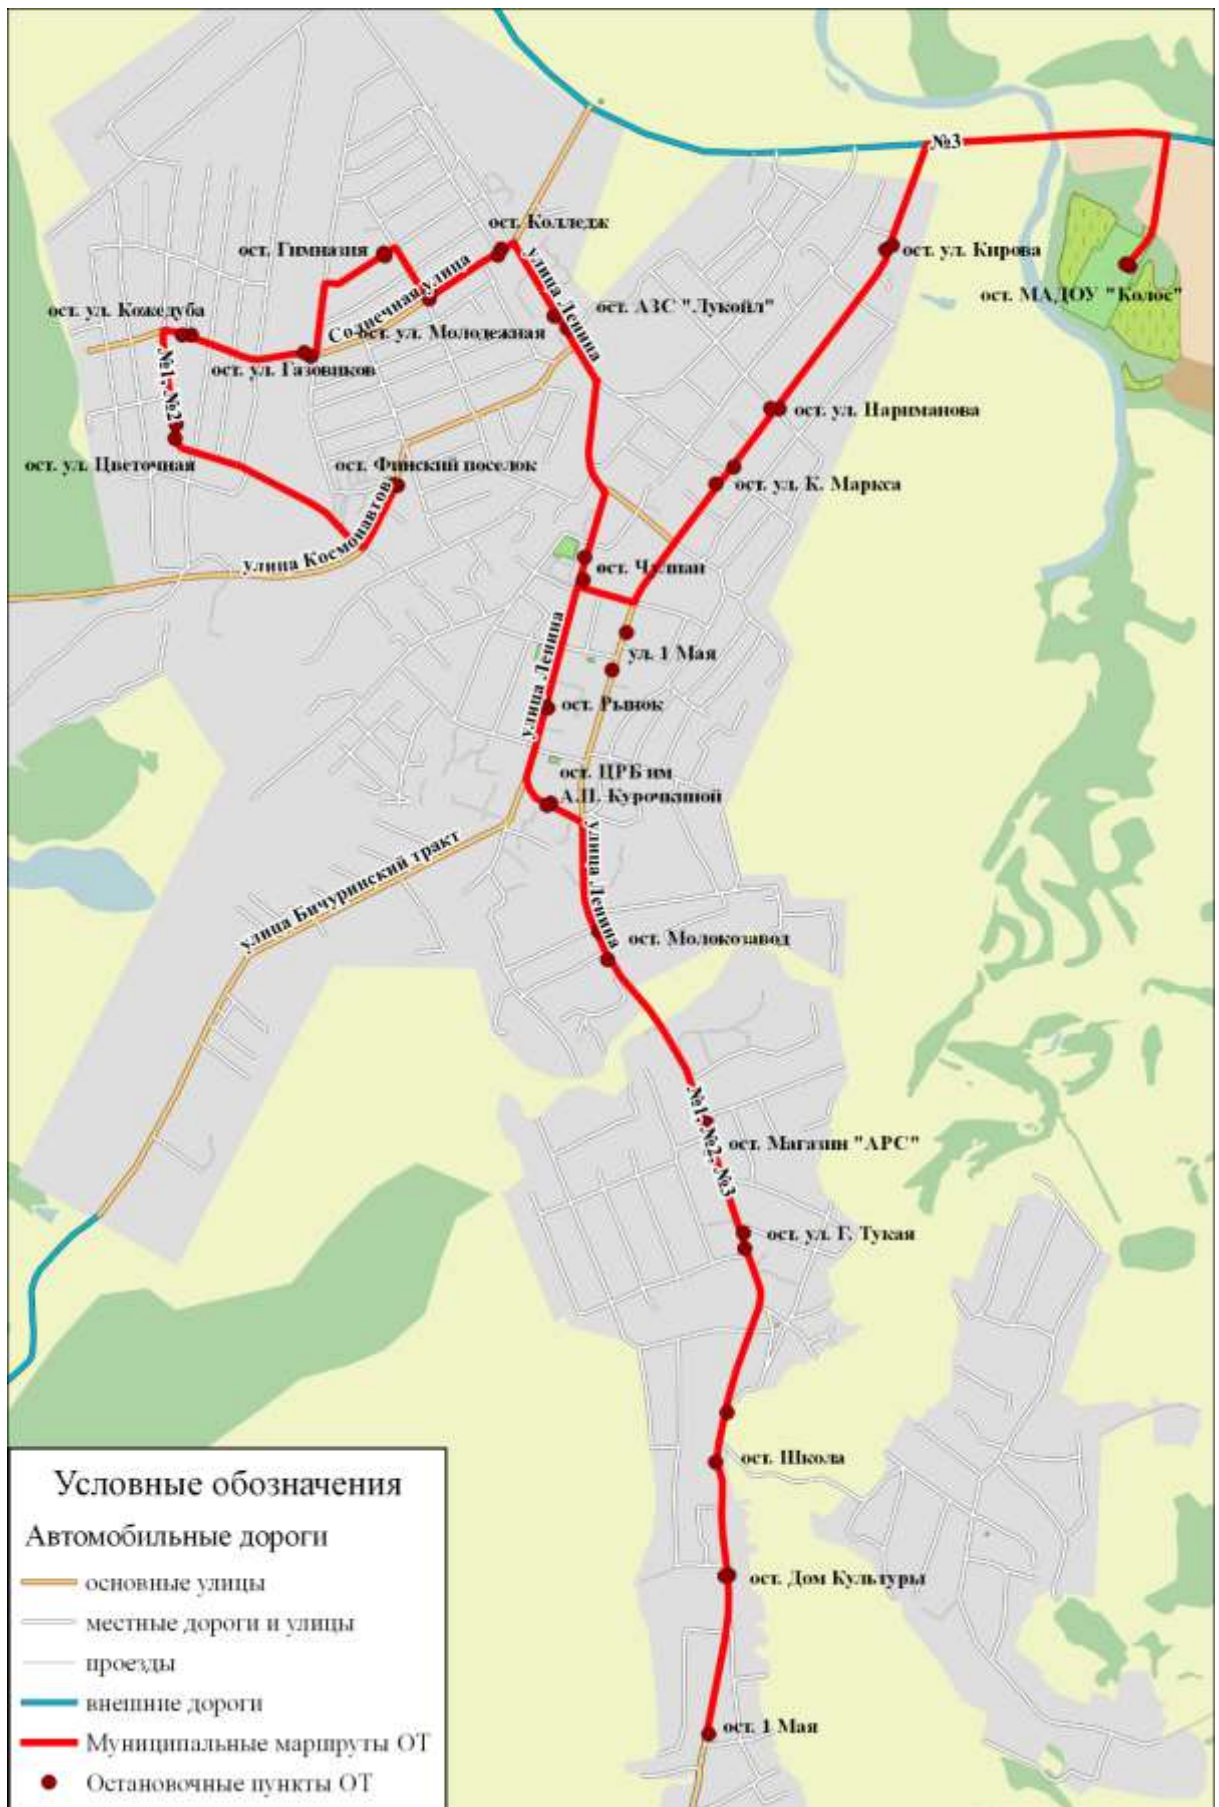 №3
ост. Колледж
ост. Гимназия
ост. ул. Кирова
улица Ленина
Солнечная улица
ост. МАДОУ "Колос"
ост. ул. Кожедуба
ост. АЗС "Лукойл"
ост. ул. Молодежная
ост. ул. Газовиков
№1, №2
ост. ул. Нариманова
ост. ул. Цветочная
ост. Финский поселок
ост. ул. К. Маркса
улица Космонавтов
ост. Чулпан
улица Ленина
ул. 1 Мая
ост. Рынок
ост. ЦРБ им
А.П. Курочкиной
улица Бичуринский тракт
улица Ленина
ост. Молокозавод
№1, №2, №3
ост. Магазин "АРС"
ост. ул. Г. Тукая
ост. Школа
ост. Дом Культуры
ост. 1 Мая
Условные обозначения
Автомобильные дороги
основные улицы
местные дороги и улицы
проезды
внешние дороги
Муниципальные маршруты ОТ
Остановочные пункты ОТ